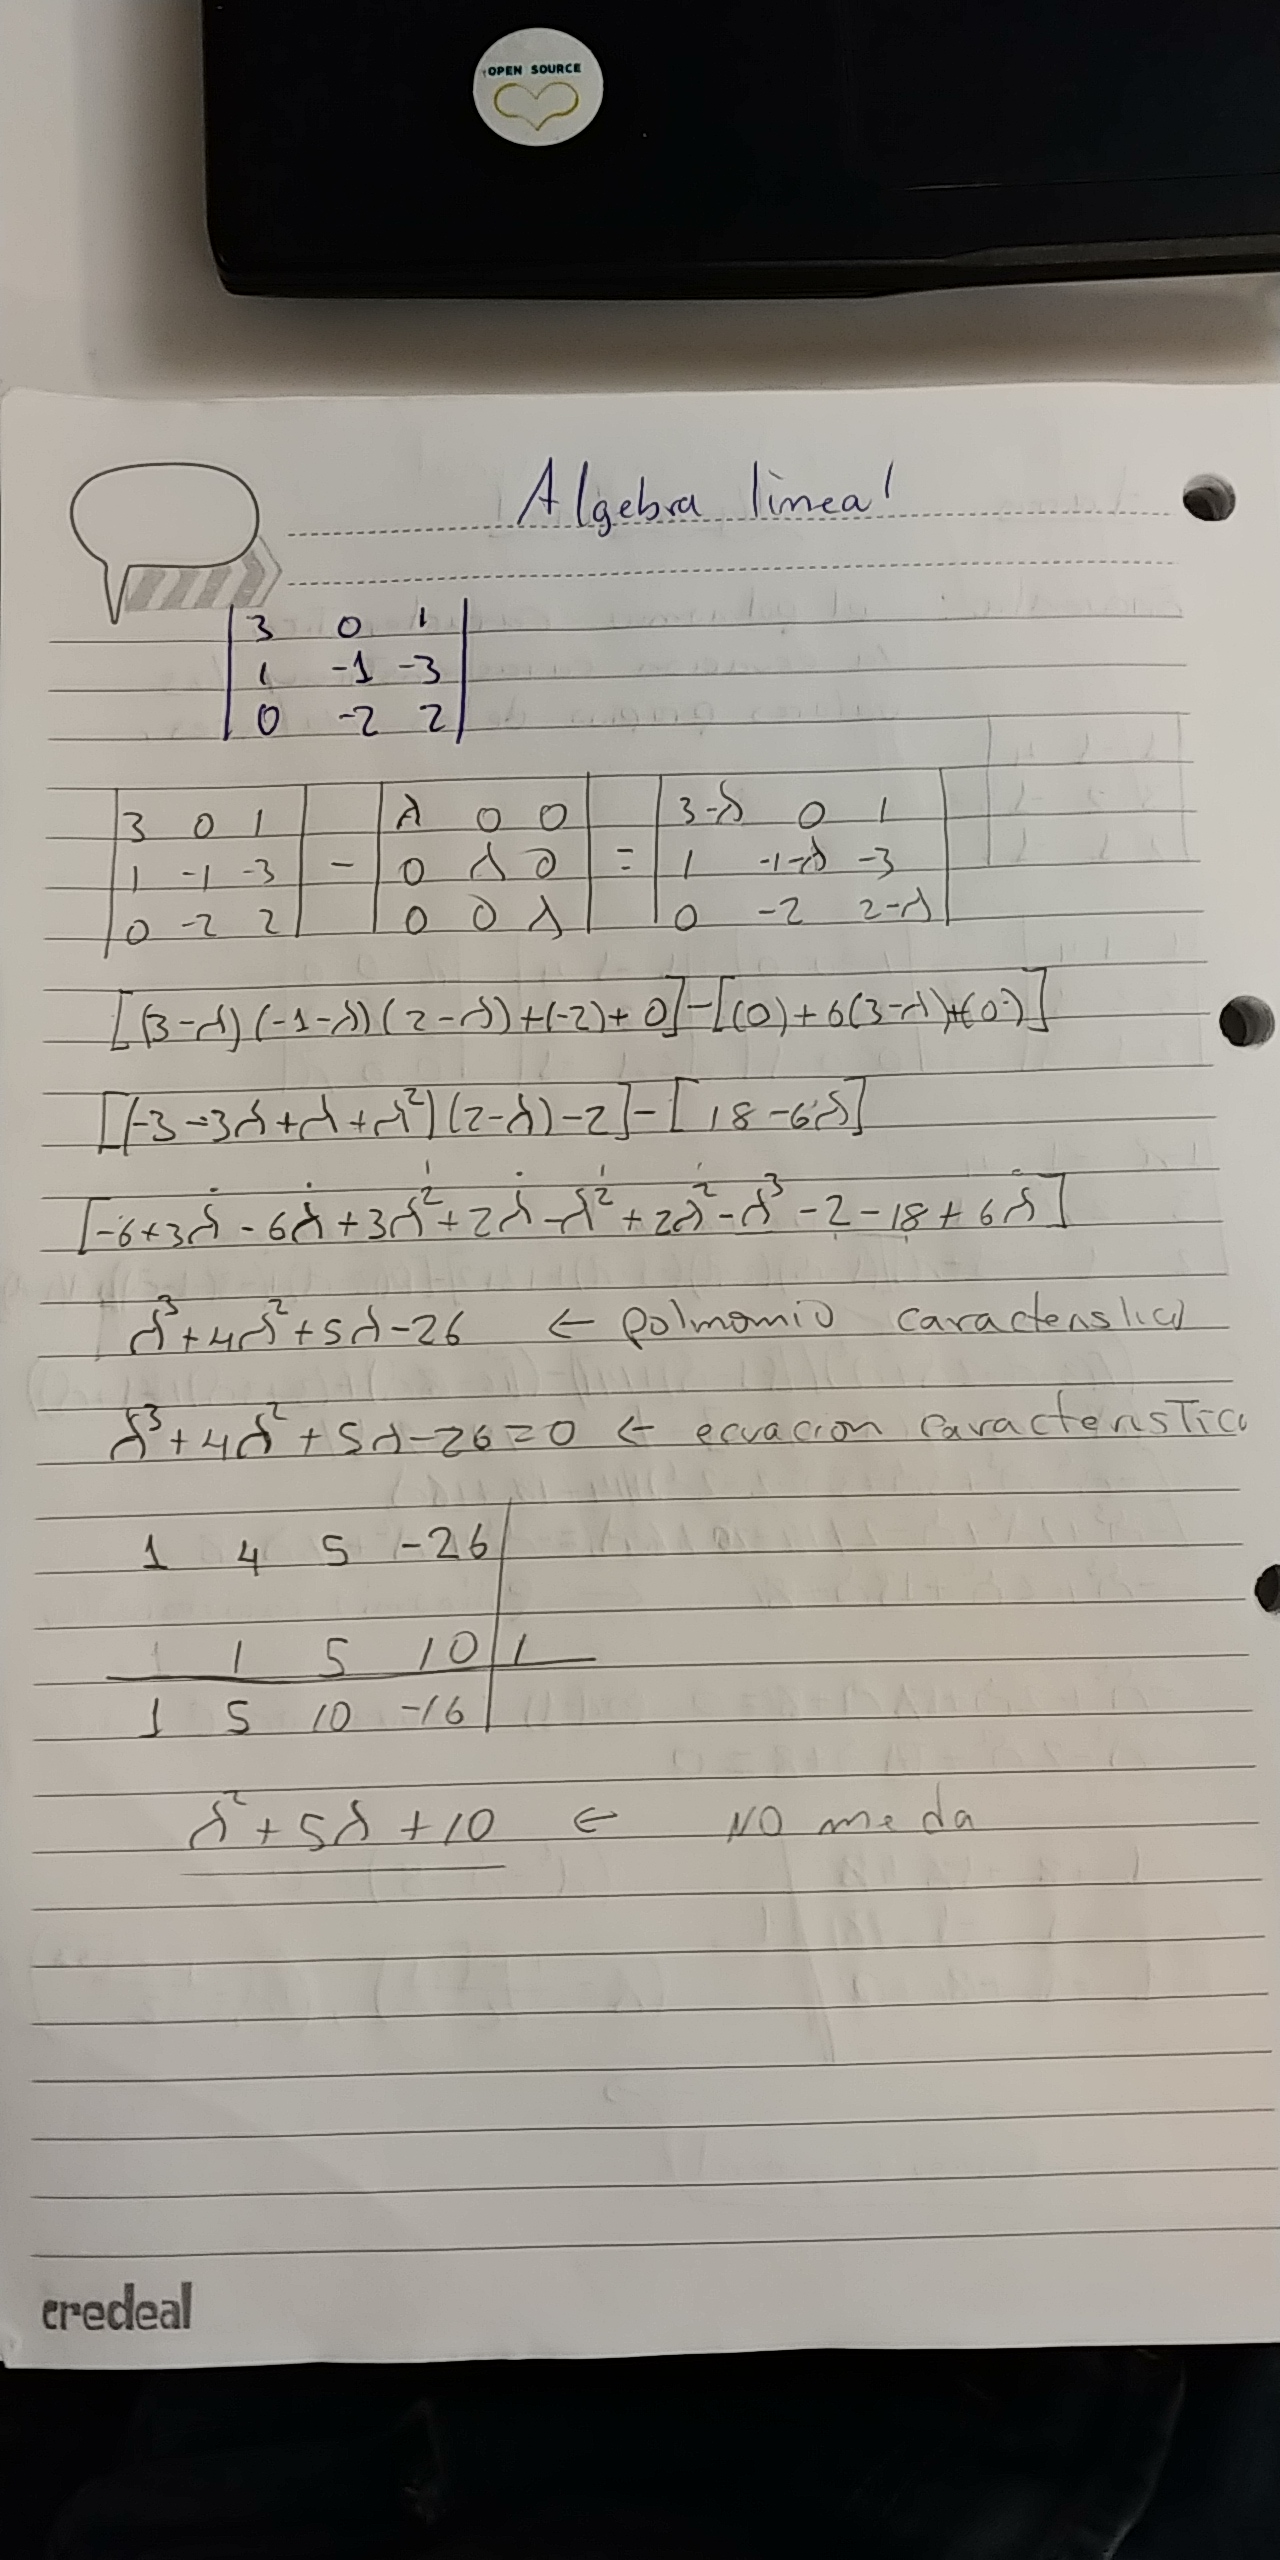 OPEN SOURCE
Algebra lineal
3 0 1
1 -1 -3
0 -2 2
3 0 1 - λ 0 0 = 3-λ 0 1
1 -1 -3 0 λ 0 1 -1-λ -3
0 -2 2 0 0 λ 0 -2 2-λ
[(3-λ)(-1-λ)(2-λ)+(-2)+0]-[(0)+6(3-λ)+(0)]
[(-3-3λ+λ+λ²)(2-λ)-2]-[18-6λ]
[-6+3λ-6λ+3λ²+2λ-λ²+2λ²-λ³-2-18+6λ]
λ³+4λ²+5λ-26 ← polinomio caracteristico
λ³+4λ²+5λ-26=0 ← ecuacion caracteristica
1 4 5 -26
1 5 10 1
1 5 10 -16
λ²+5λ+10 ← NO me da
credeal